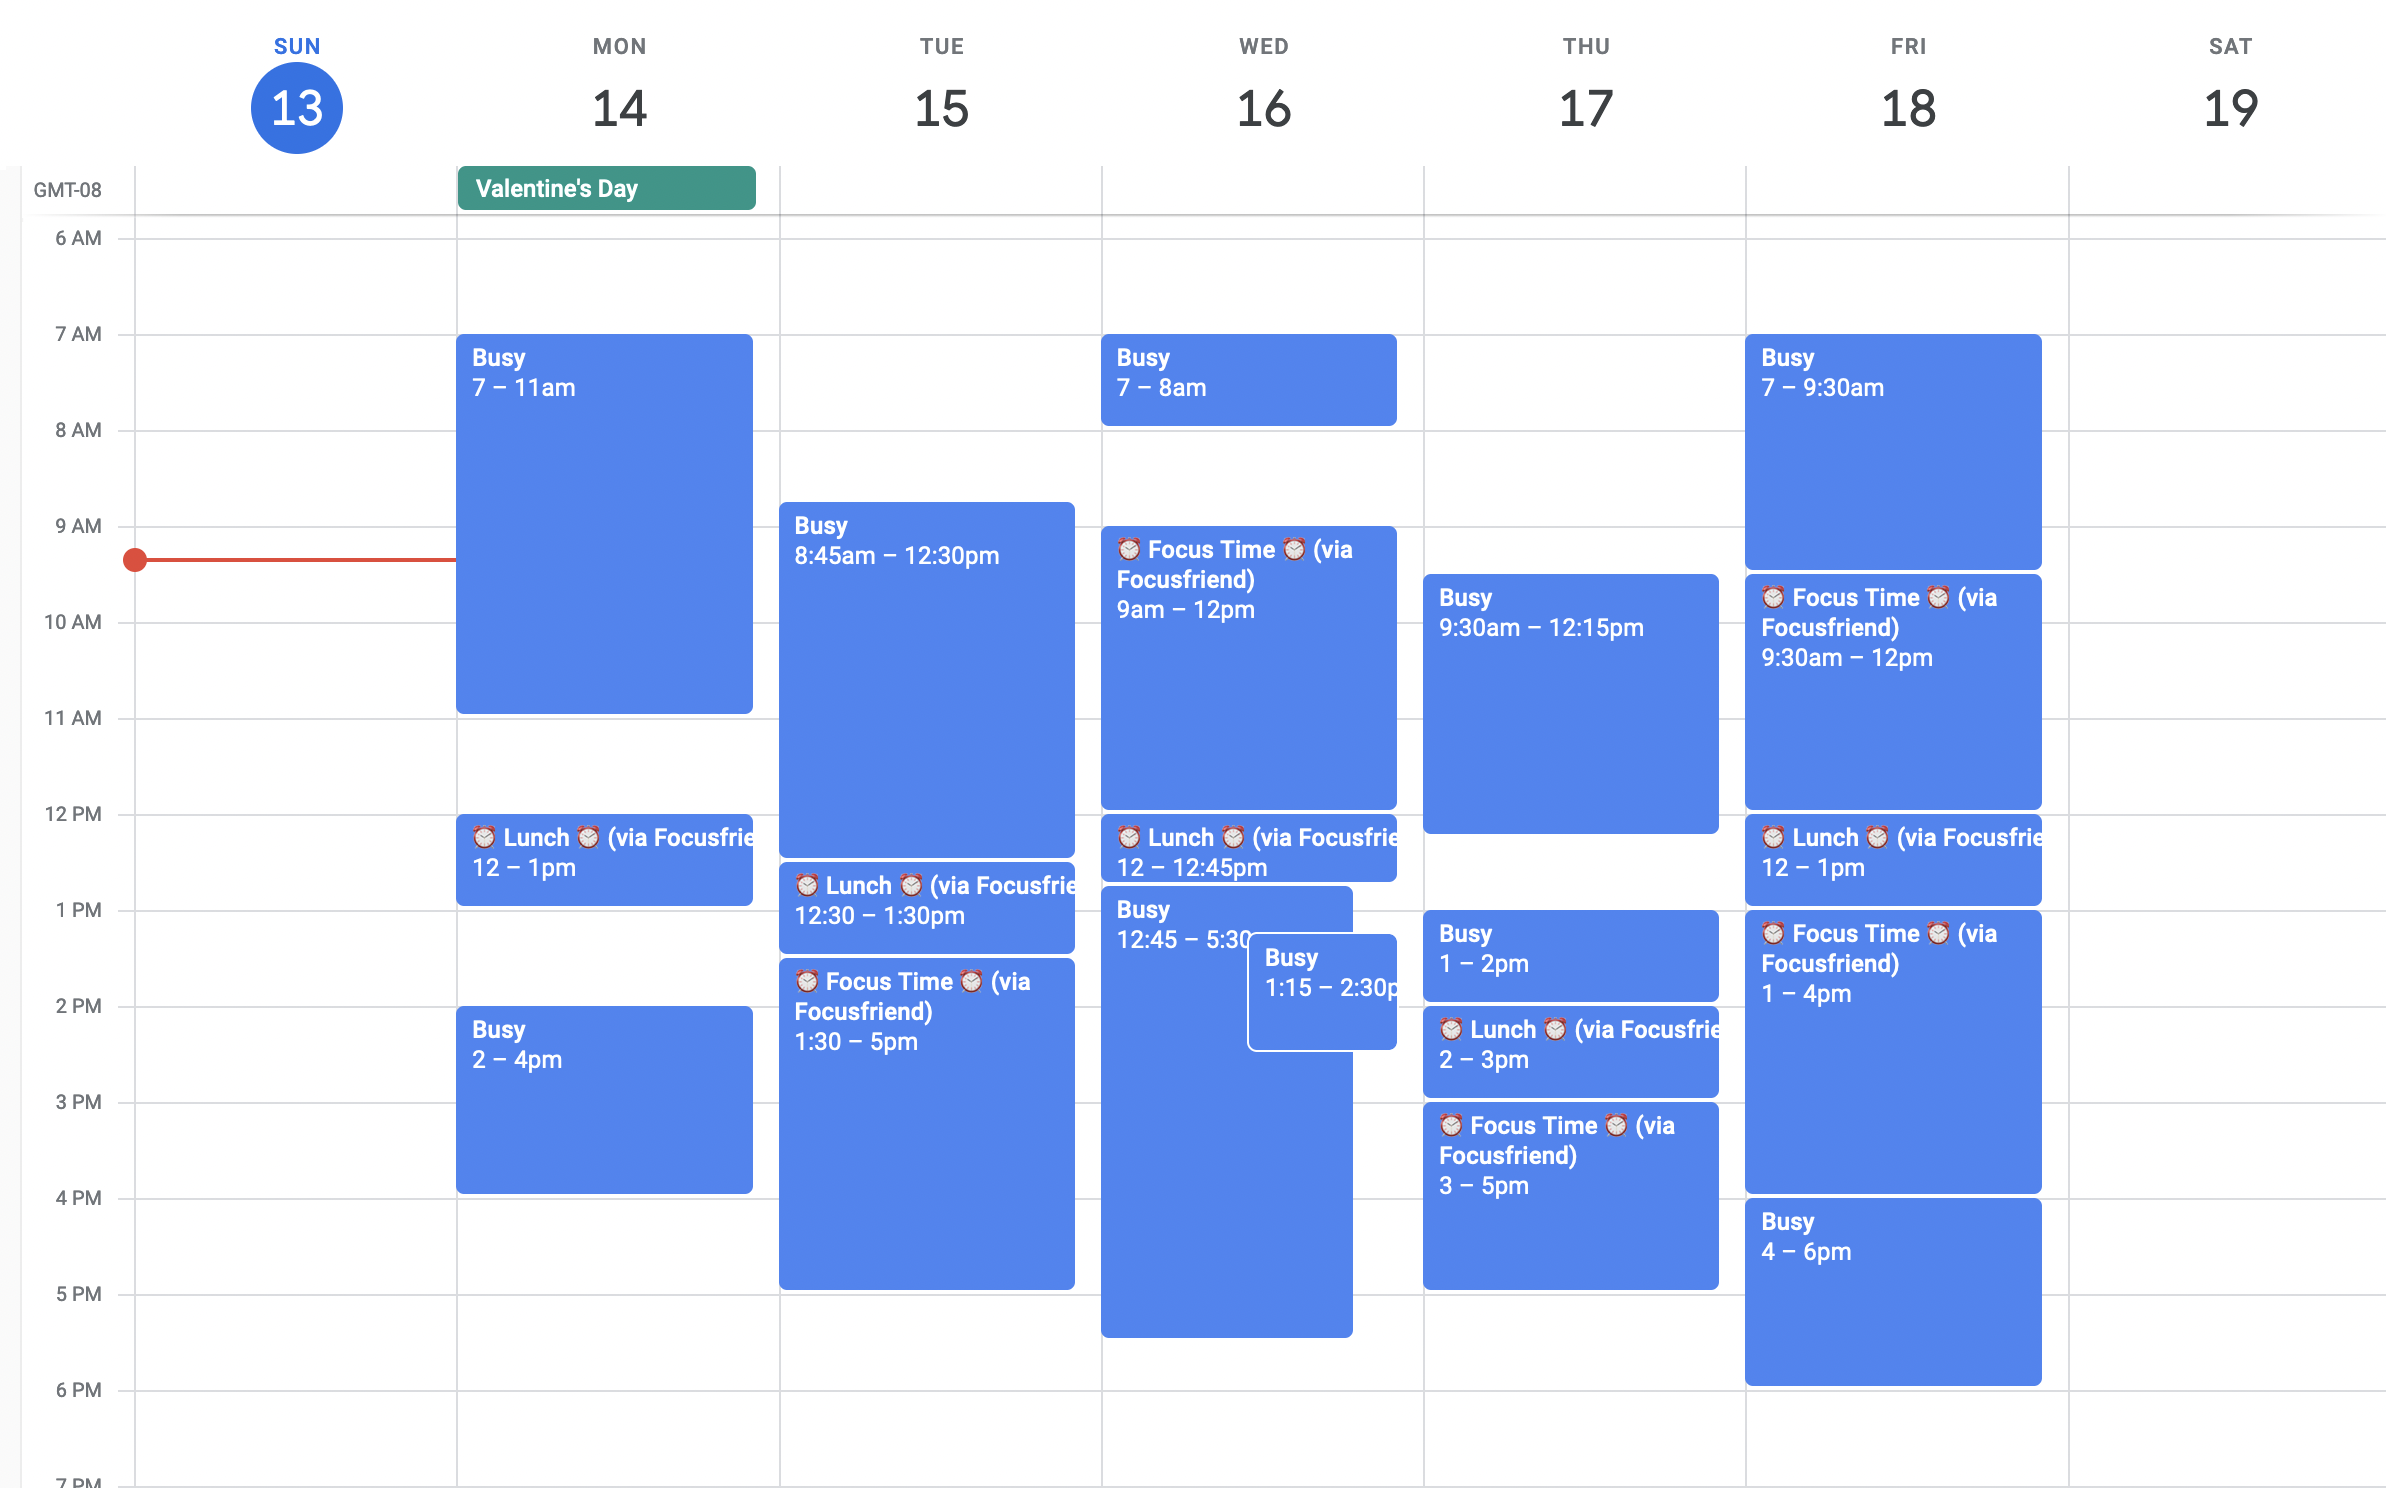 SUN MON TUE WED THU FRI SAT
13 14 15 16 17 18 19
GMT-08
Valentine's Day
6 AM
7 AM
8 AM
9 AM
10 AM
11 AM
12 PM
1 PM
2 PM
3 PM
4 PM
5 PM
6 PM
7 PM
Busy
7 – 11am
⏰ Lunch ⏰ (via Focusfrie
12 – 1pm
Busy
2 – 4pm
Busy
8:45am – 12:30pm
⏰ Lunch ⏰ (via Focusfrie
12:30 – 1:30pm
⏰ Focus Time ⏰ (via
Focusfriend)
1:30 – 5pm
Busy
7 – 8am
⏰ Focus Time ⏰ (via
Focusfriend)
9am – 12pm
⏰ Lunch ⏰ (via Focusfrie
12 – 12:45pm
Busy
12:45 – 5:30
Busy
1:15 – 2:30p
Busy
9:30am – 12:15pm
Busy
1 – 2pm
⏰ Lunch ⏰ (via Focusfrie
2 – 3pm
⏰ Focus Time ⏰ (via
Focusfriend)
3 – 5pm
Busy
7 – 9:30am
⏰ Focus Time ⏰ (via
Focusfriend)
9:30am – 12pm
⏰ Lunch ⏰ (via Focusfrie
12 – 1pm
⏰ Focus Time ⏰ (via
Focusfriend)
1 – 4pm
Busy
4 – 6pm